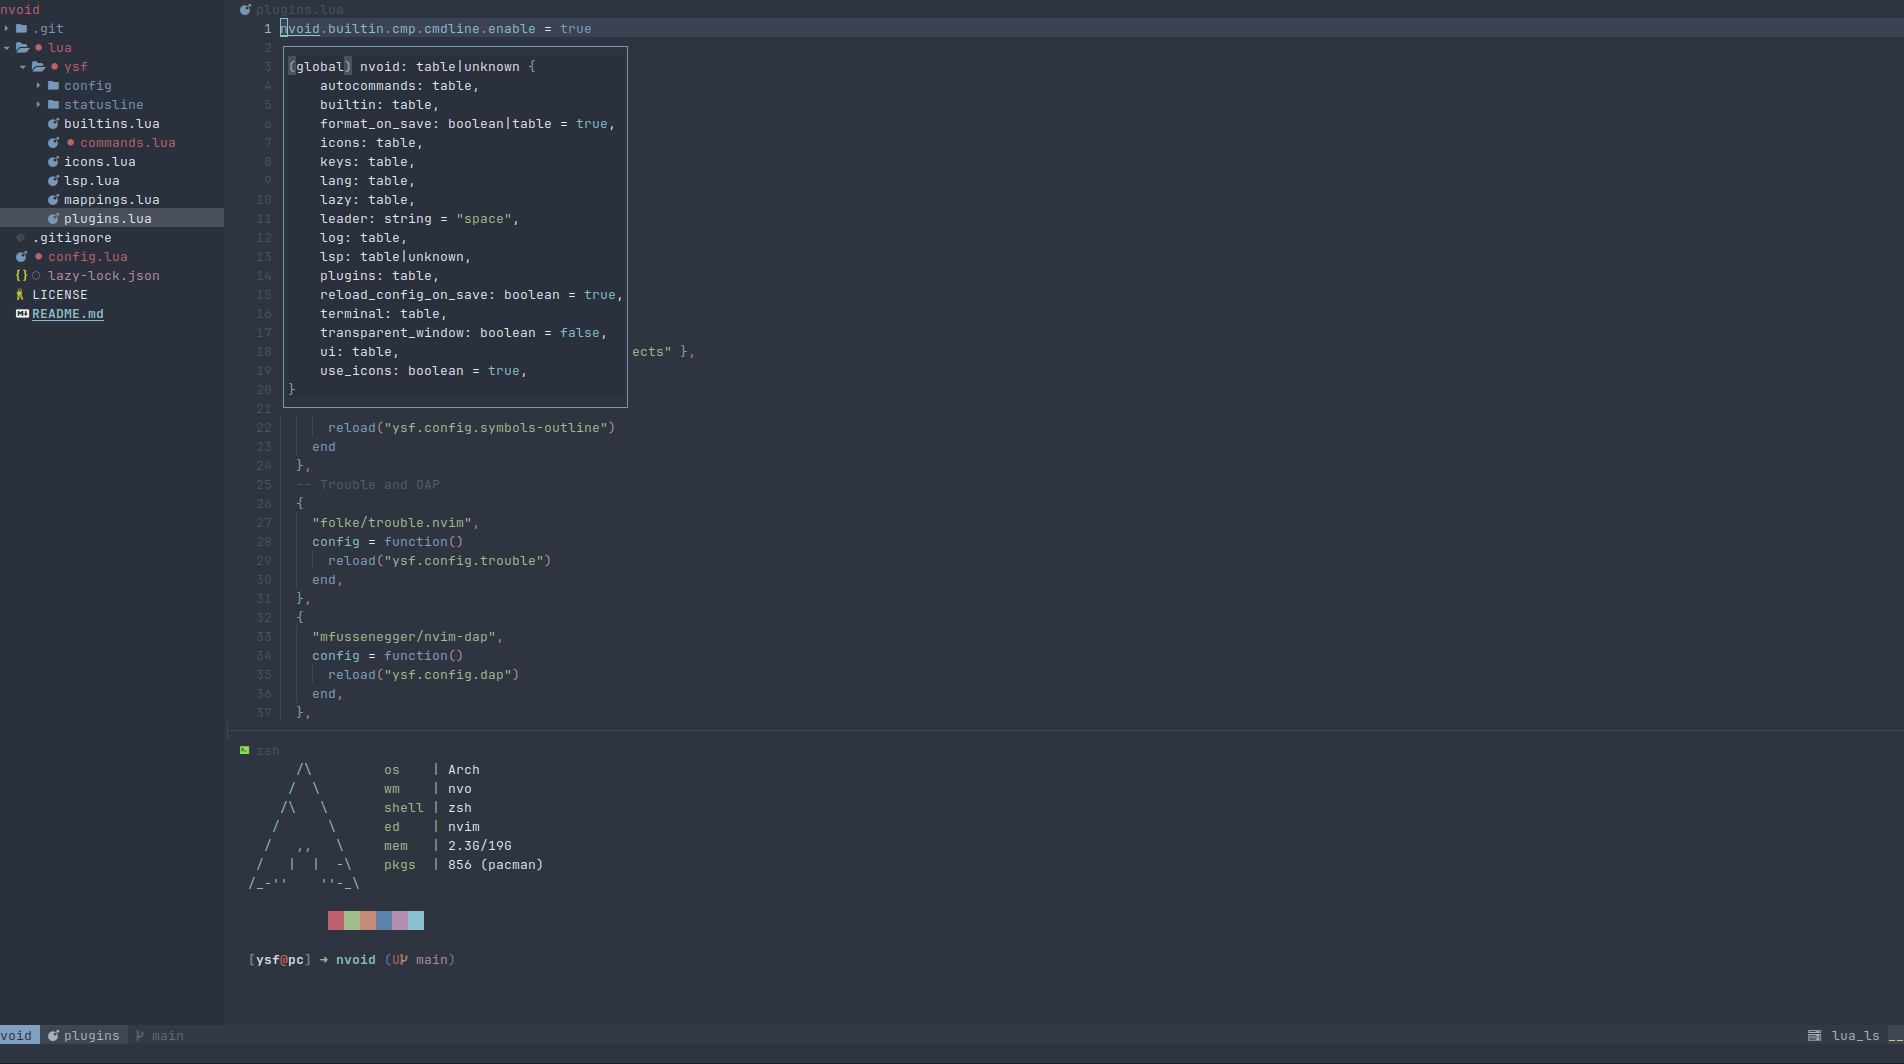 nvoid
.git
lua
ysf
config
statusline
builtins.lua
commands.lua
icons.lua
lsp.lua
mappings.lua
plugins.lua
.gitignore
config.lua
{} lazy-lock.json
LICENSE
README.md
plugins.lua
1 nvoid.builtin.cmp.cmdline.enable = true
2
3 (global) nvoid: table|unknown {
4 autocommands: table,
5 builtin: table,
6 format_on_save: boolean|table = true,
7 icons: table,
8 keys: table,
9 lang: table,
10 lazy: table,
11 leader: string = "space",
12 log: table,
13 lsp: table|unknown,
14 plugins: table,
15 reload_config_on_save: boolean = true,
16 terminal: table,
17 transparent_window: boolean = false,
18 ui: table, ects" },
19 use_icons: boolean = true,
20 }
21
22 reload("ysf.config.symbols-outline")
23 end
24 },
25 -- Trouble and DAP
26 {
27 "folke/trouble.nvim",
28 config = function()
29 reload("ysf.config.trouble")
30 end,
31 },
32 {
33 "mfussenegger/nvim-dap",
34 config = function()
35 reload("ysf.config.dap")
36 end,
37 },
zsh
/\ os | Arch
/ \ wm | nvo
/\ \ shell | zsh
/ \ ed | nvim
/ ,, \ mem | 2.3G/19G
/ | | -\ pkgs | 856 (pacman)
/_-'' ''-_\
[ysf@pc] → nvoid (U main)
void plugins main lua_ls __